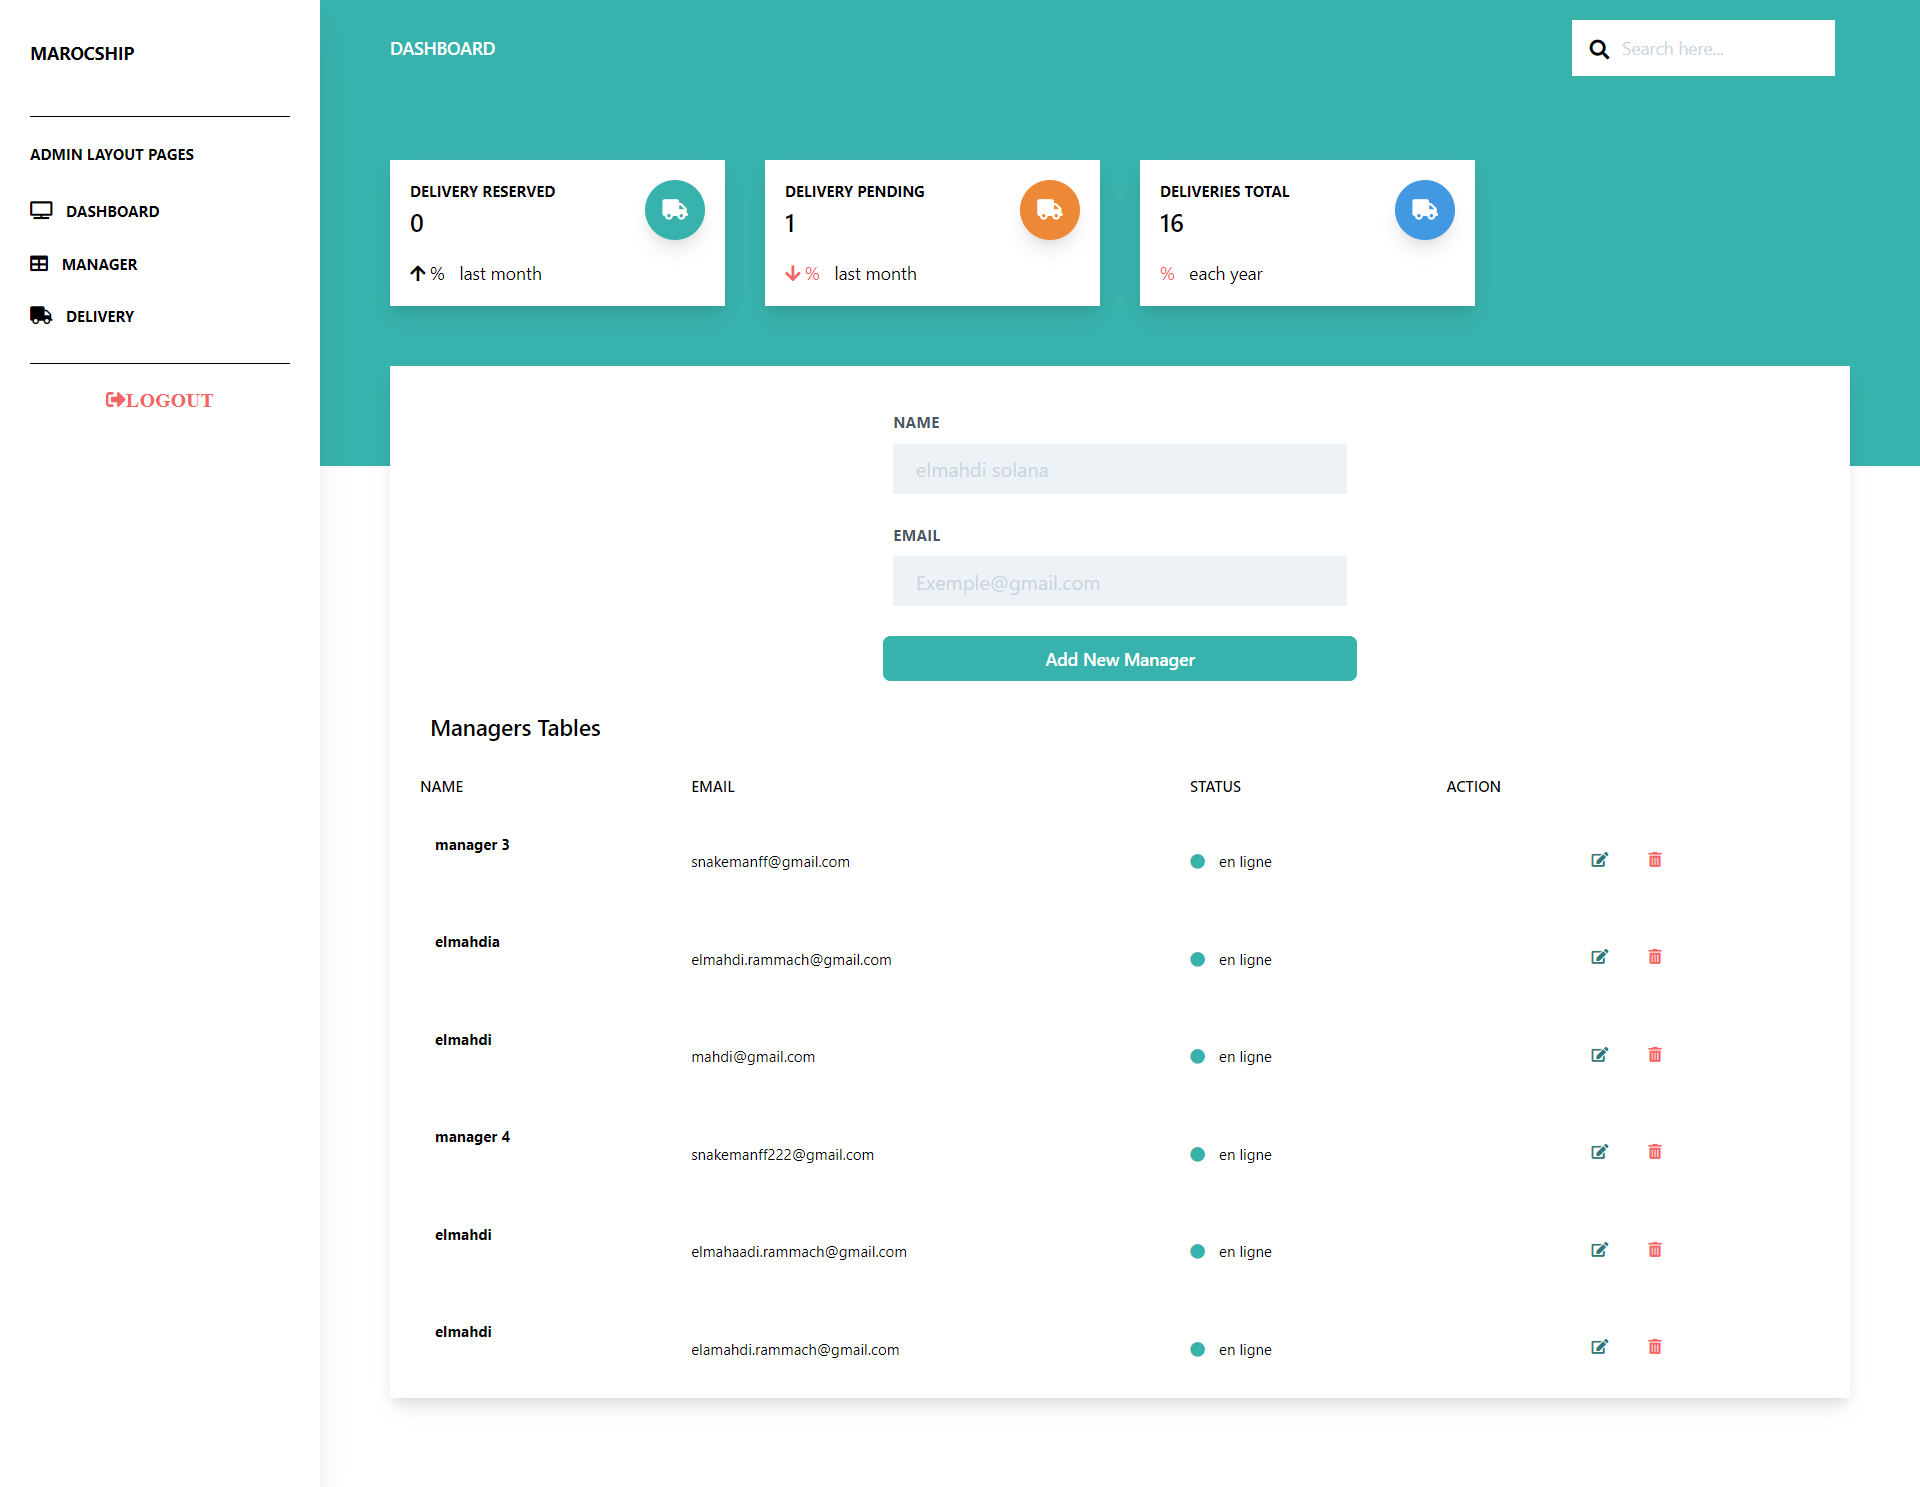 MAROCSHIP
ADMIN LAYOUT PAGES
DASHBOARD
MANAGER
DELIVERY
LOGOUT
DASHBOARD
Search here...
DELIVERY RESERVED
0
% last month
DELIVERY PENDING
1
% last month
DELIVERIES TOTAL
16
% each year
NAME
elmahdi solana
EMAIL
Exemple@gmail.com
Add New Manager
Managers Tables
NAME EMAIL STATUS ACTION
manager 3 snakemanff@gmail.com en ligne
elmahdia elmahdi.rammach@gmail.com en ligne
elmahdi mahdi@gmail.com en ligne
manager 4 snakemanff222@gmail.com en ligne
elmahdi elmahaadi.rammach@gmail.com en ligne
elmahdi elamahdi.rammach@gmail.com en ligne